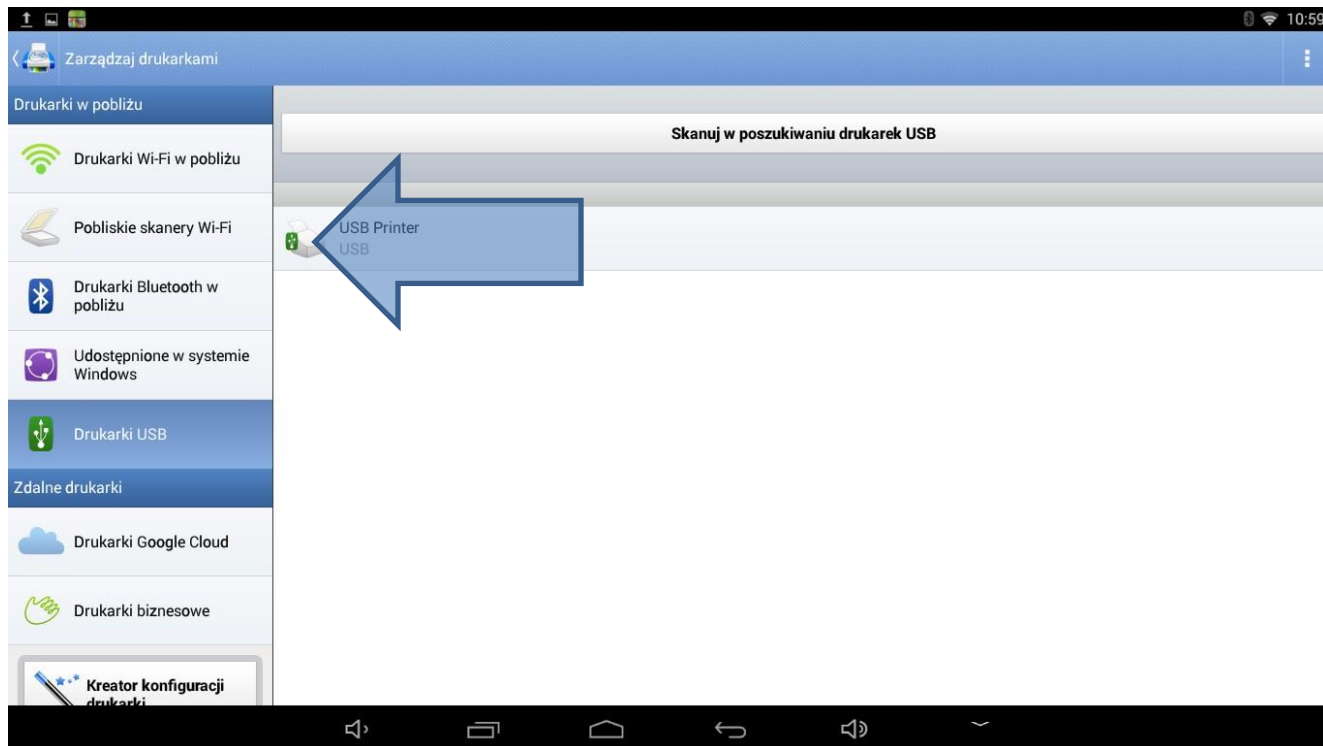 10:59
Zarządzaj drukarkami
Drukarki w pobliżu
Drukarki Wi-Fi w pobliżu
Pobliskie skanery Wi-Fi
Drukarki Bluetooth w
pobliżu
Udostępnione w systemie
Windows
Drukarki USB
Zdalne drukarki
Drukarki Google Cloud
Drukarki biznesowe
Kreator konfiguracji
drukarki
Skanuj w poszukiwaniu drukarek USB
USB Printer
USB